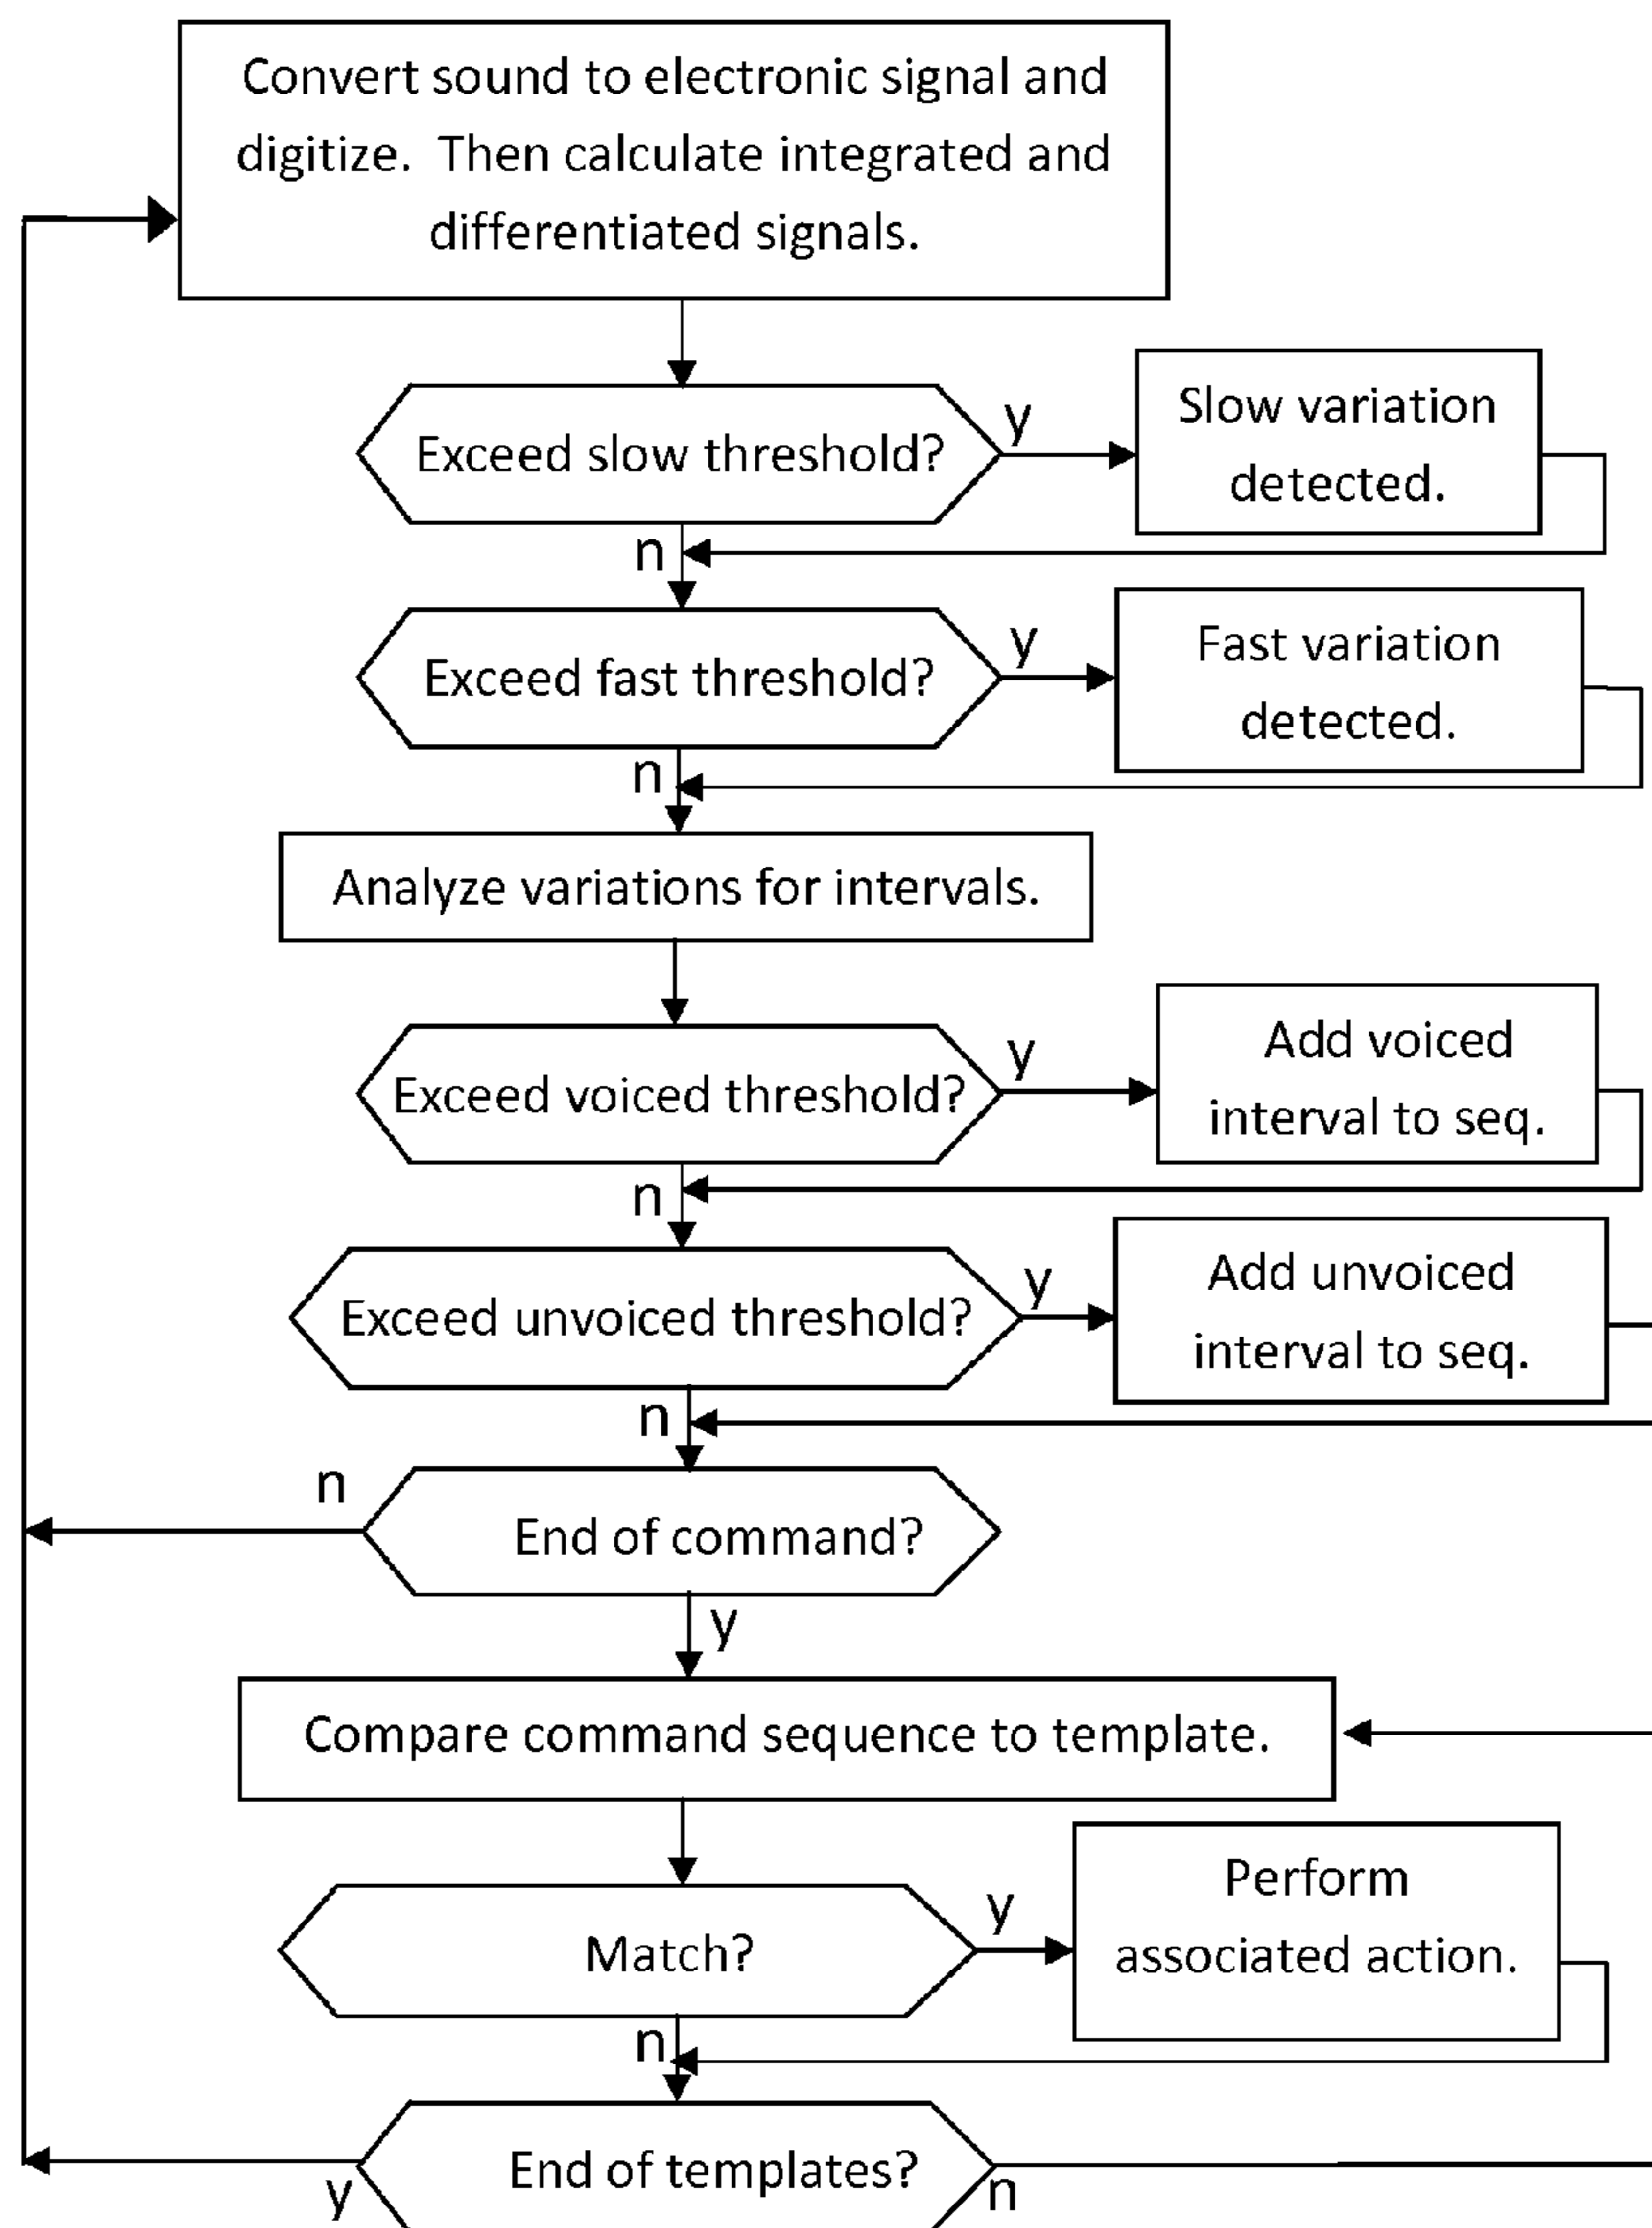 Convert sound to electronic signal and
digitize. Then calculate integrated and
differentiated signals.
Exceed slow threshold?
y
Slow variation
detected.
n
Exceed fast threshold?
y
Fast variation
detected.
n
Analyze variations for intervals.
Exceed voiced threshold?
y
Add voiced
interval to seq.
n
Exceed unvoiced threshold?
y
Add unvoiced
interval to seq.
n
n
End of command?
y
Compare command sequence to template.
Match?
y
Perform
associated action.
n
End of templates?
y
n